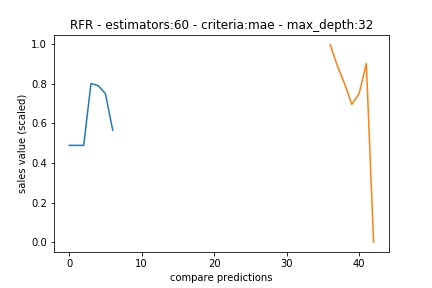 RFR - estimators:60 - criteria:mae - max_depth:32
sales value (scaled)
1.0
0.8
0.6
0.4
0.2
0.0
0 10 20 30 40
compare predictions